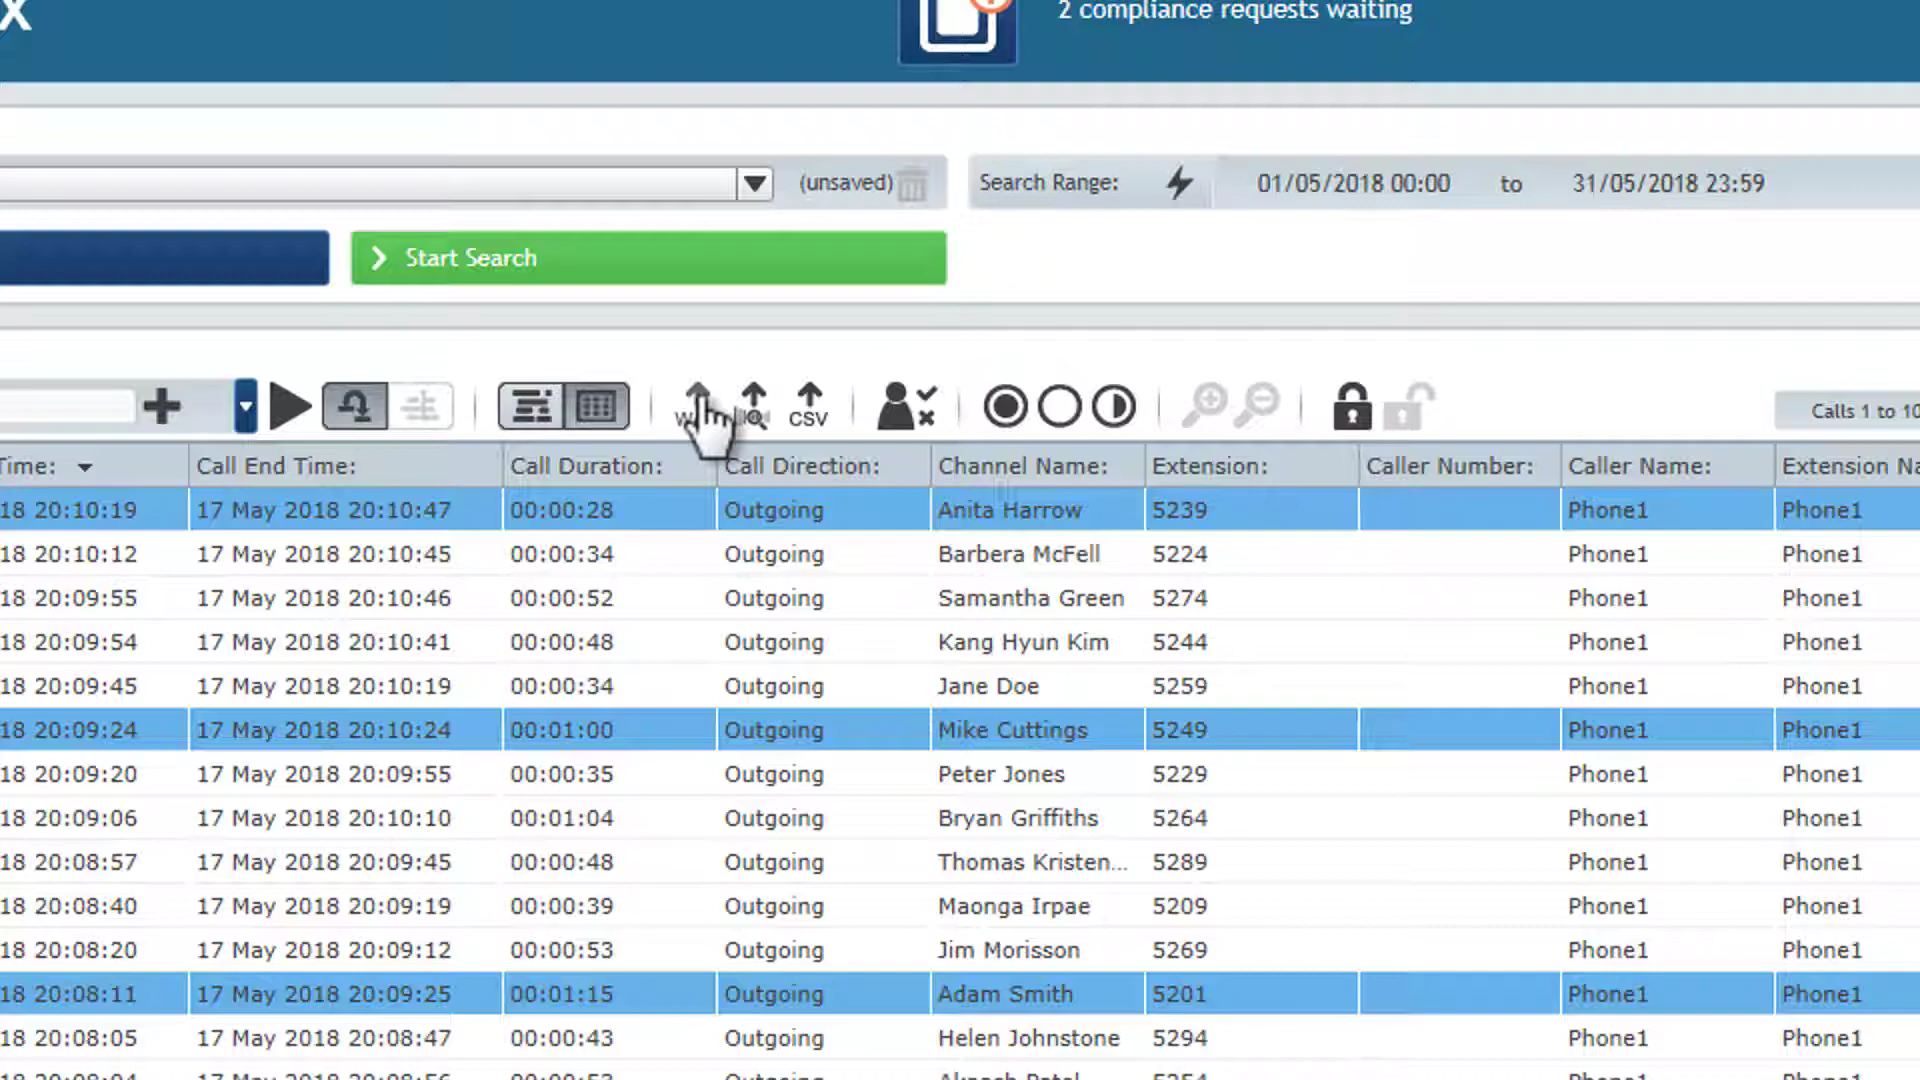 X
2 compliance requests waiting
(unsaved)
Search Range:
01/05/2018 00:00 to 31/05/2018 23:59
Start Search
CSV
Calls 1 to 10
Time: Call End Time: Call Duration: Call Direction: Channel Name: Extension: Caller Number: Caller Name: Extension Na
18 20:10:19 17 May 2018 20:10:47 00:00:28 Outgoing Anita Harrow 5239 Phone1 Phone1
18 20:10:12 17 May 2018 20:10:45 00:00:34 Outgoing Barbera McFell 5224 Phone1 Phone1
18 20:09:55 17 May 2018 20:10:46 00:00:52 Outgoing Samantha Green 5274 Phone1 Phone1
18 20:09:54 17 May 2018 20:10:41 00:00:48 Outgoing Kang Hyun Kim 5244 Phone1 Phone1
18 20:09:45 17 May 2018 20:10:19 00:00:34 Outgoing Jane Doe 5259 Phone1 Phone1
18 20:09:24 17 May 2018 20:10:24 00:01:00 Outgoing Mike Cuttings 5249 Phone1 Phone1
18 20:09:20 17 May 2018 20:09:55 00:00:35 Outgoing Peter Jones 5229 Phone1 Phone1
18 20:09:06 17 May 2018 20:10:10 00:01:04 Outgoing Bryan Griffiths 5264 Phone1 Phone1
18 20:08:57 17 May 2018 20:09:45 00:00:48 Outgoing Thomas Kristen... 5289 Phone1 Phone1
18 20:08:40 17 May 2018 20:09:19 00:00:39 Outgoing Maonga Irpae 5209 Phone1 Phone1
18 20:08:20 17 May 2018 20:09:12 00:00:53 Outgoing Jim Morisson 5269 Phone1 Phone1
18 20:08:11 17 May 2018 20:09:25 00:01:15 Outgoing Adam Smith 5201 Phone1 Phone1
18 20:08:05 17 May 2018 20:08:47 00:00:43 Outgoing Helen Johnstone 5294 Phone1 Phone1